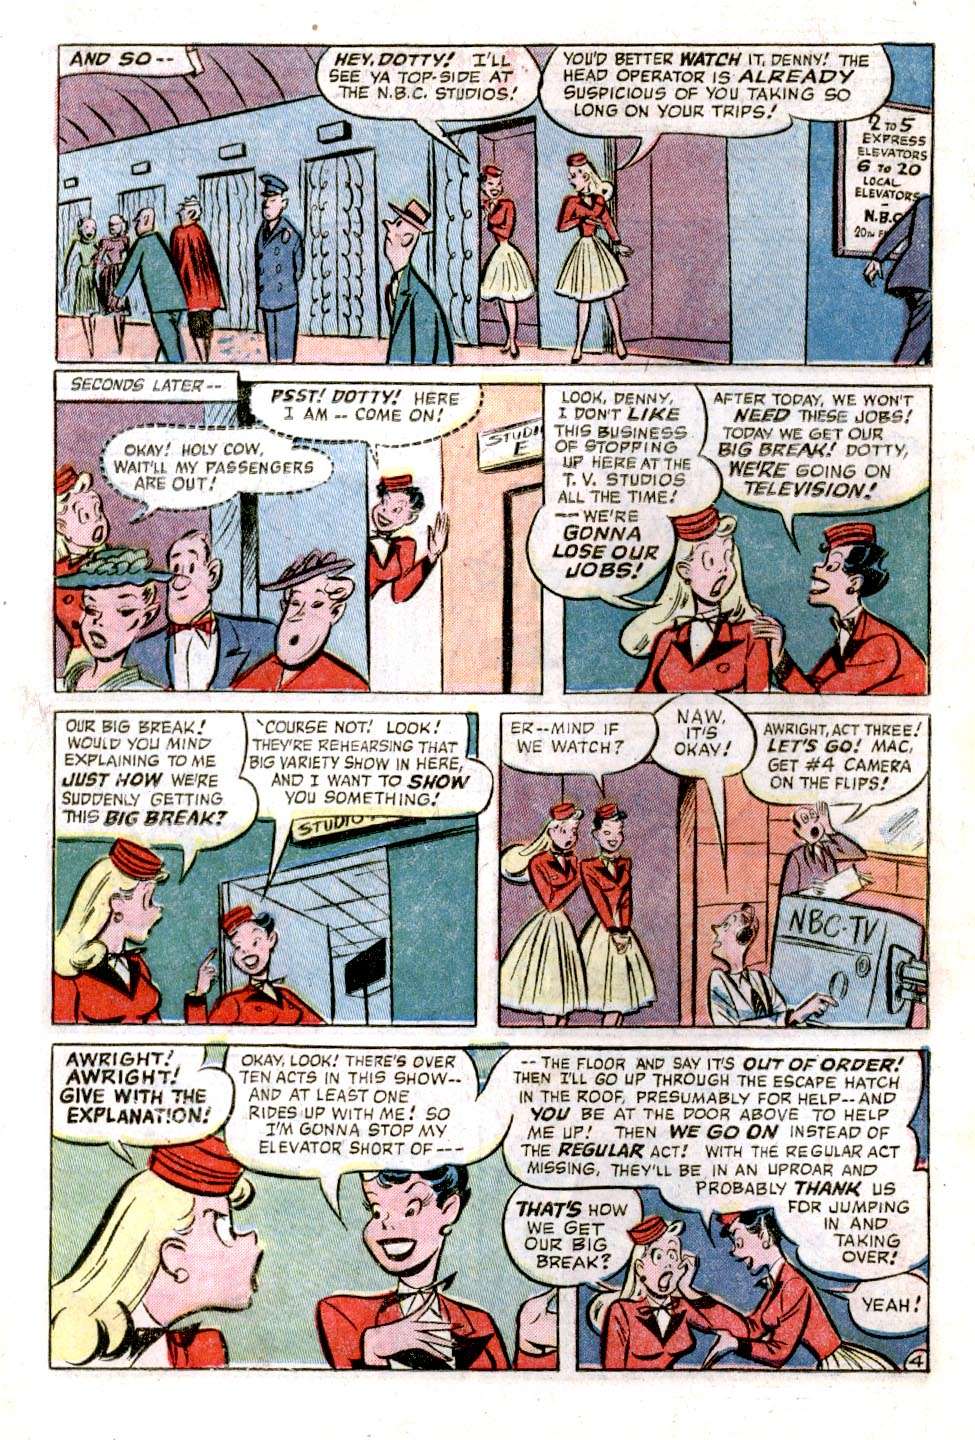 AND SO--
HEY, DOTTY! I'LL
SEE YA TOP-SIDE AT
THE N.B.C. STUDIOS!
YOU'D BETTER WATCH IT, DENNY! THE
HEAD OPERATOR IS ALREADY
SUSPICIOUS OF YOU TAKING SO
LONG ON YOUR TRIPS!
2 TO 5
EXPRESS
ELEVATORS
6 TO 20
LOCAL
ELEVATORS
-
N.B.C
20TH
SECONDS LATER--
PSST! DOTTY! HERE
I AM -- COME ON!
OKAY! HOLY COW,
WAIT'LL MY PASSENGERS
ARE OUT!
STUDIO
E
LOOK, DENNY,
I DON'T LIKE
THIS BUSINESS
OF STOPPING
UP HERE AT THE
T.V. STUDIOS
ALL THE TIME!
-- WE'RE
GONNA
LOSE OUR
JOBS!
AFTER TODAY, WE WON'T
NEED THESE JOBS!
TODAY WE GET OUR
BIG BREAK! DOTTY,
WE'RE GOING ON
TELEVISION!
OUR BIG BREAK!
WOULD YOU MIND
EXPLAINING TO ME
JUST HOW WE'RE
SUDDENLY GETTING
THIS BIG BREAK?
'COURSE NOT! LOOK!
THEY'RE REHEARSING THAT
BIG VARIETY SHOW IN HERE,
AND I WANT TO SHOW
YOU SOMETHING!
STUDIO
ER--MIND IF
WE WATCH?
NAW,
IT'S
OKAY!
AWRIGHT, ACT THREE!
LET'S GO! MAC,
GET #4 CAMERA
ON THE FLIPS!
NBC-TV
AWRIGHT!
AWRIGHT!
GIVE WITH THE
EXPLANATION!
OKAY, LOOK! THERE'S OVER
TEN ACTS IN THIS SHOW--
AND AT LEAST ONE
RIDES UP WITH ME! SO
I'M GONNA STOP MY
ELEVATOR SHORT OF ---
-- THE FLOOR AND SAY IT'S OUT OF ORDER!
THEN I'LL GO UP THROUGH THE ESCAPE HATCH
IN THE ROOF, PRESUMABLY FOR HELP--AND
YOU BE AT THE DOOR ABOVE TO HELP
ME UP! THEN WE GO ON INSTEAD OF
THE REGULAR ACT! WITH THE REGULAR ACT
MISSING, THEY'LL BE IN AN UPROAR AND
PROBABLY THANK US
FOR JUMPING
IN AND
TAKING
OVER!
THAT'S HOW
WE GET
OUR BIG
BREAK?
YEAH!
4